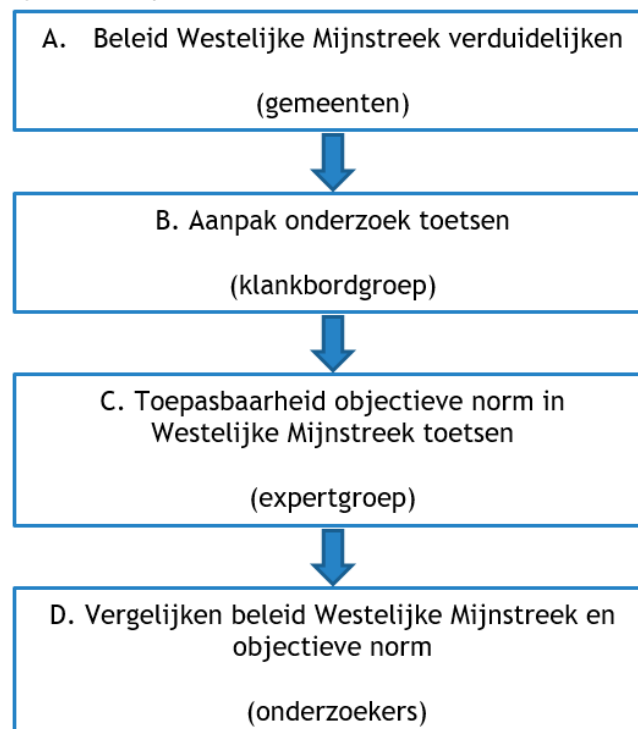 A. Beleid Westelijke Mijnstreek verduidelijken
(gemeenten)
B. Aanpak onderzoek toetsen
(klankbordgroep)
C. Toepasbaarheid objectieve norm in
Westelijke Mijnstreek toetsen
(expertgroep)
D. Vergelijken beleid Westelijke Mijnstreek en
objectieve norm
(onderzoekers)